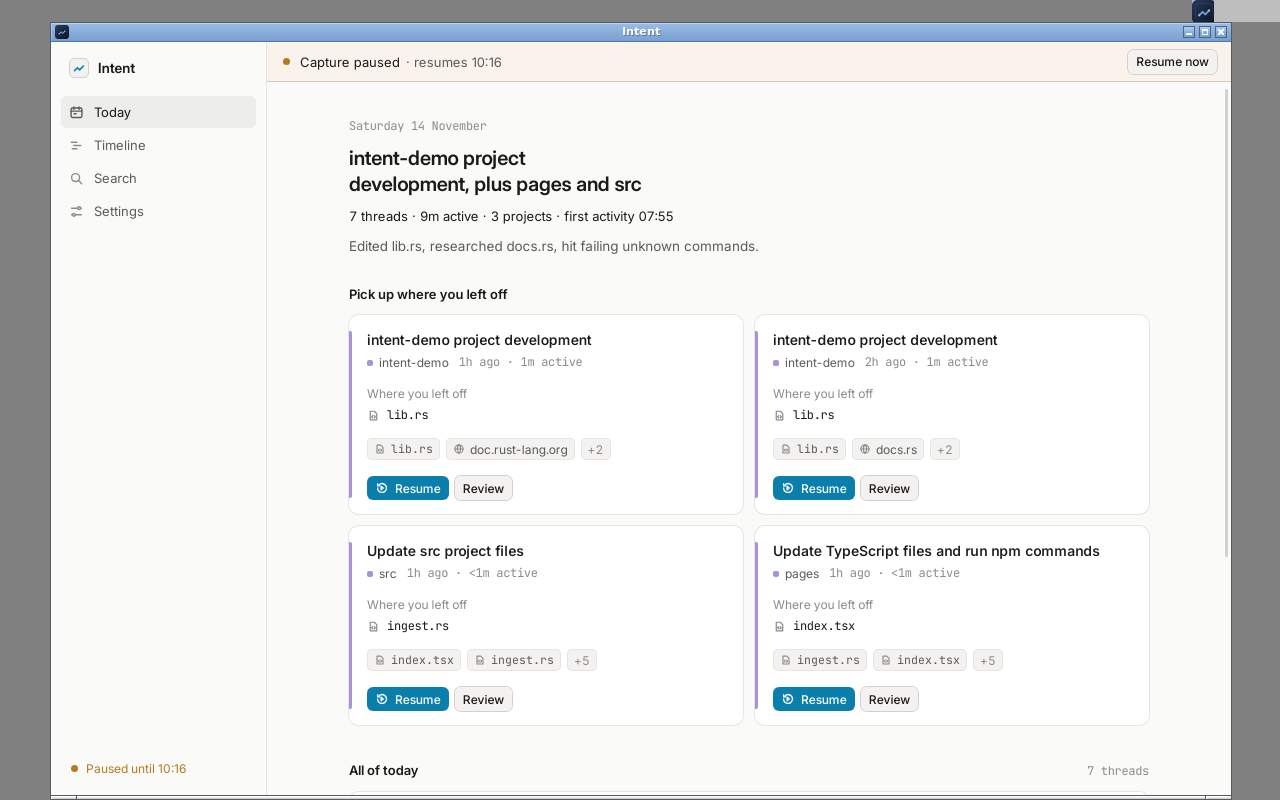 Intent
Intent
Today
Timeline
Search
Settings
Paused until 10:16
Capture paused · resumes 10:16
Resume now
Saturday 14 November
intent-demo project
development, plus pages and src
7 threads · 9m active · 3 projects · first activity 07:55
Edited lib.rs, researched docs.rs, hit failing unknown commands.
Pick up where you left off
intent-demo project development
intent-demo 1h ago · 1m active
Where you left off
lib.rs
lib.rs doc.rust-lang.org +2
Resume Review
intent-demo project development
intent-demo 2h ago · 1m active
Where you left off
lib.rs
lib.rs docs.rs +2
Resume Review
Update src project files
src 1h ago · <1m active
Where you left off
ingest.rs
index.tsx ingest.rs +5
Resume Review
Update TypeScript files and run npm commands
pages 1h ago · <1m active
Where you left off
index.tsx
ingest.rs index.tsx +5
Resume Review
All of today 7 threads